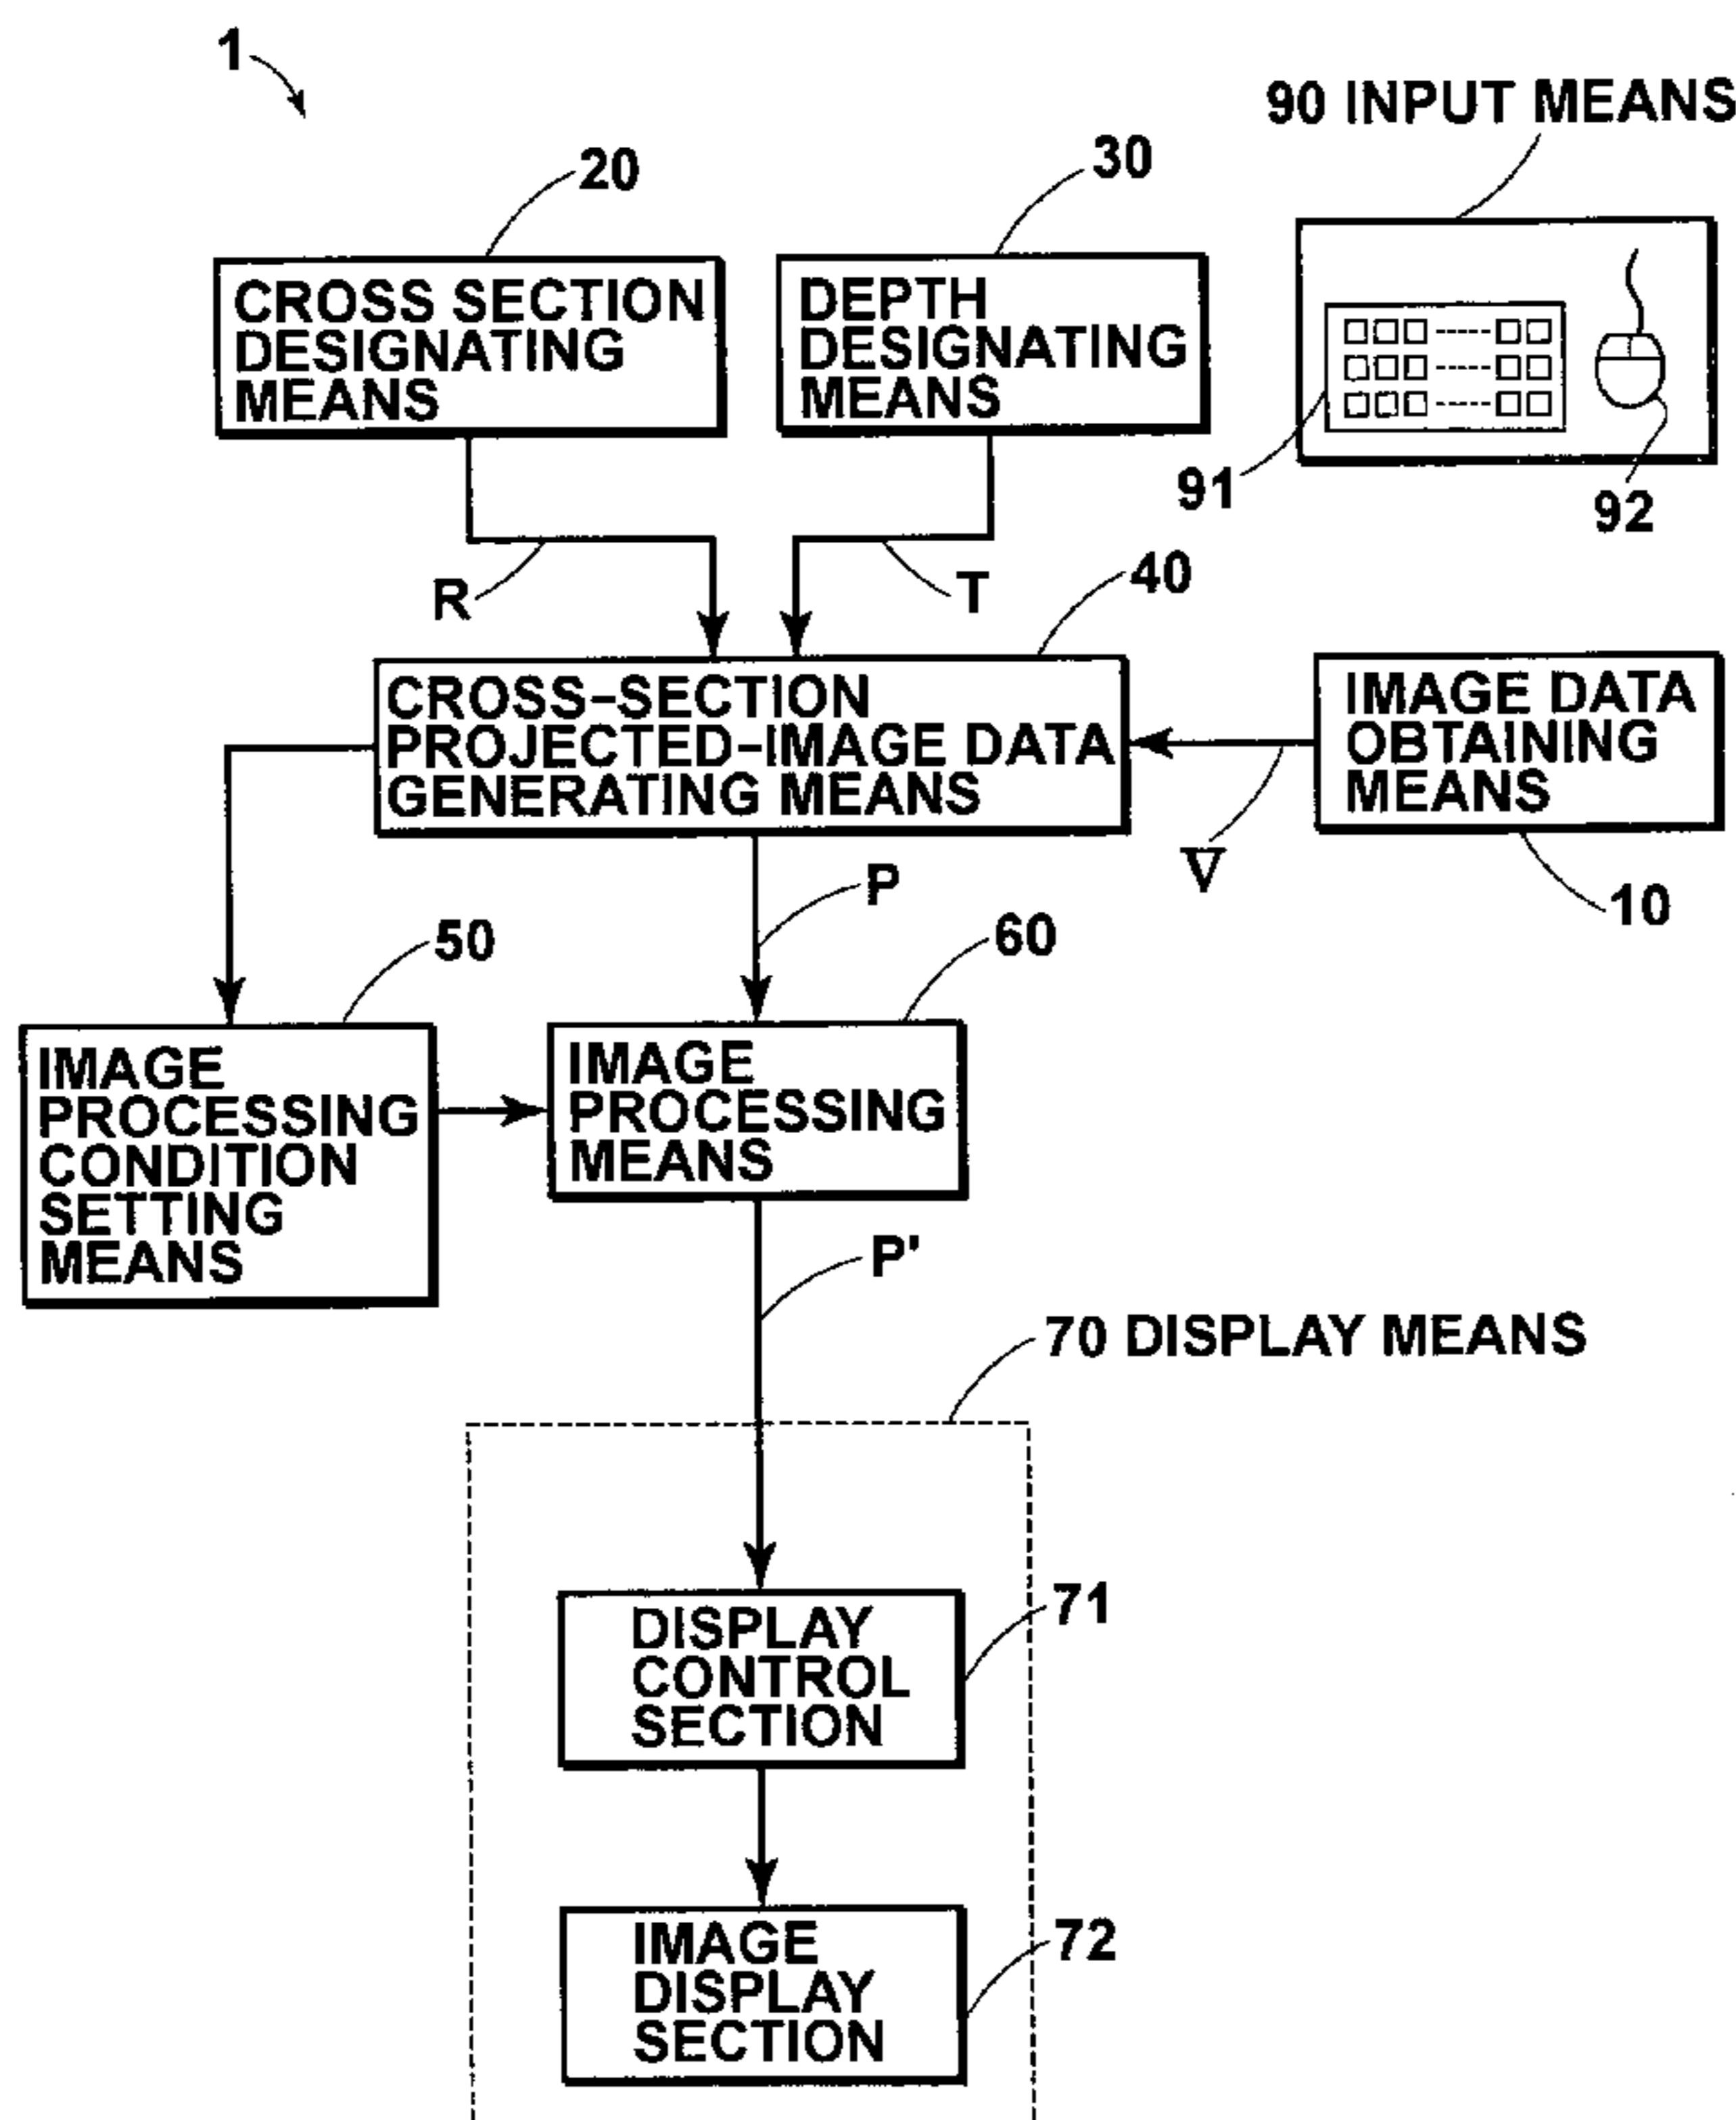 1
90 INPUT MEANS
20
30
CROSS SECTION
DESIGNATING
MEANS
DEPTH
DESIGNATING
MEANS
91
92
R
T
40
CROSS-SECTION
PROJECTED-IMAGE DATA
GENERATING MEANS
IMAGE DATA
OBTAINING
MEANS
V
P
10
50
60
IMAGE
PROCESSING
CONDITION
SETTING
MEANS
IMAGE
PROCESSING
MEANS
P'
70 DISPLAY MEANS
DISPLAY
CONTROL
SECTION
71
IMAGE
DISPLAY
SECTION
72